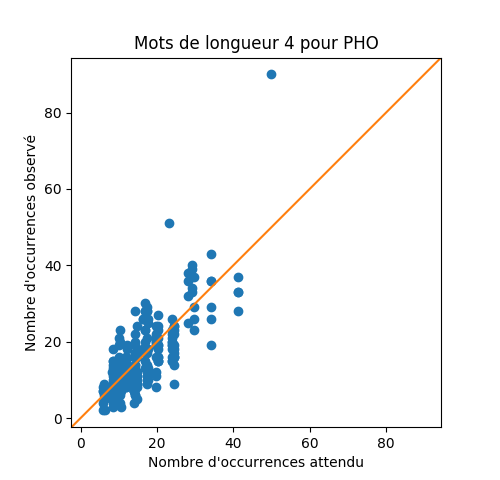 Mots de longueur 4 pour PHO
Nombre d'occurrences observé
80
60
40
20
0
0 20 40 60 80
Nombre d'occurrences attendu